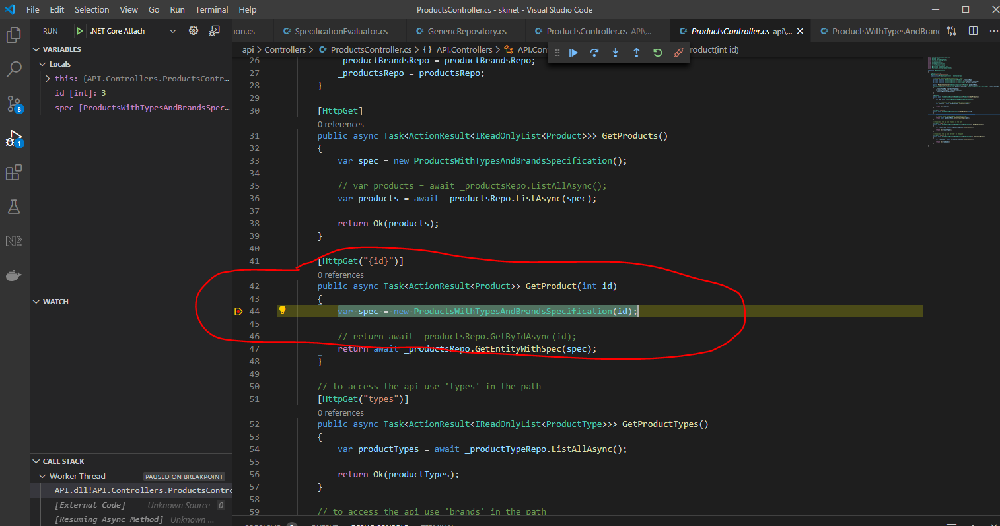 File Edit Selection View Go Run Terminal Help ProductsController.cs - skinet - Visual Studio Code
RUN .NET Core Attach
tion.cs SpecificationEvaluator.cs GenericRepository.cs ProductsController.cs API\... ProductsController.cs api\... ProductsWithTypesAndBran
api > Controllers > ProductsController.cs > {} API.Controllers > API.Con roduct(int id)
VARIABLES
Locals
this: {API.Controllers.ProductsContr…
id [int]: 3
spec [ProductsWithTypesAndBrandsSpec…
WATCH
CALL STACK
Worker Thread PAUSED ON BREAKPOINT
API.dll!API.Controllers.ProductsContro
[External Code] Unknown Source 0
[Resuming Async Method] Unknown ...
8
1
26 _productBrandsRepo = productBrandsRepo;
27 _productsRepo = productsRepo;
28 }
29
30 [HttpGet]
0 references
31 public async Task<ActionResult<IReadOnlyList<Product>>> GetProducts()
32 {
33 var spec = new ProductsWithTypesAndBrandsSpecification();
34
35 // var products = await _productsRepo.ListAllAsync();
36 var products = await _productsRepo.ListAsync(spec);
37
38 return Ok(products);
39 }
40
41 [HttpGet("{id}")]
0 references
42 public async Task<ActionResult<Product>> GetProduct(int id)
43 {
44 var spec = new ProductsWithTypesAndBrandsSpecification(id);
45
46 // return await _productsRepo.GetByIdAsync(id);
47 return await _productsRepo.GetEntityWithSpec(spec);
48 }
49
50 // to access the api use 'types' in the path
51 [HttpGet("types")]
0 references
52 public async Task<ActionResult<IReadOnlyList<ProductType>>> GetProductTypes()
53 {
54 var productTypes = await _productTypeRepo.ListAllAsync();
55
56 return Ok(productTypes);
57 }
58
59 // to access the api use 'brands' in the path